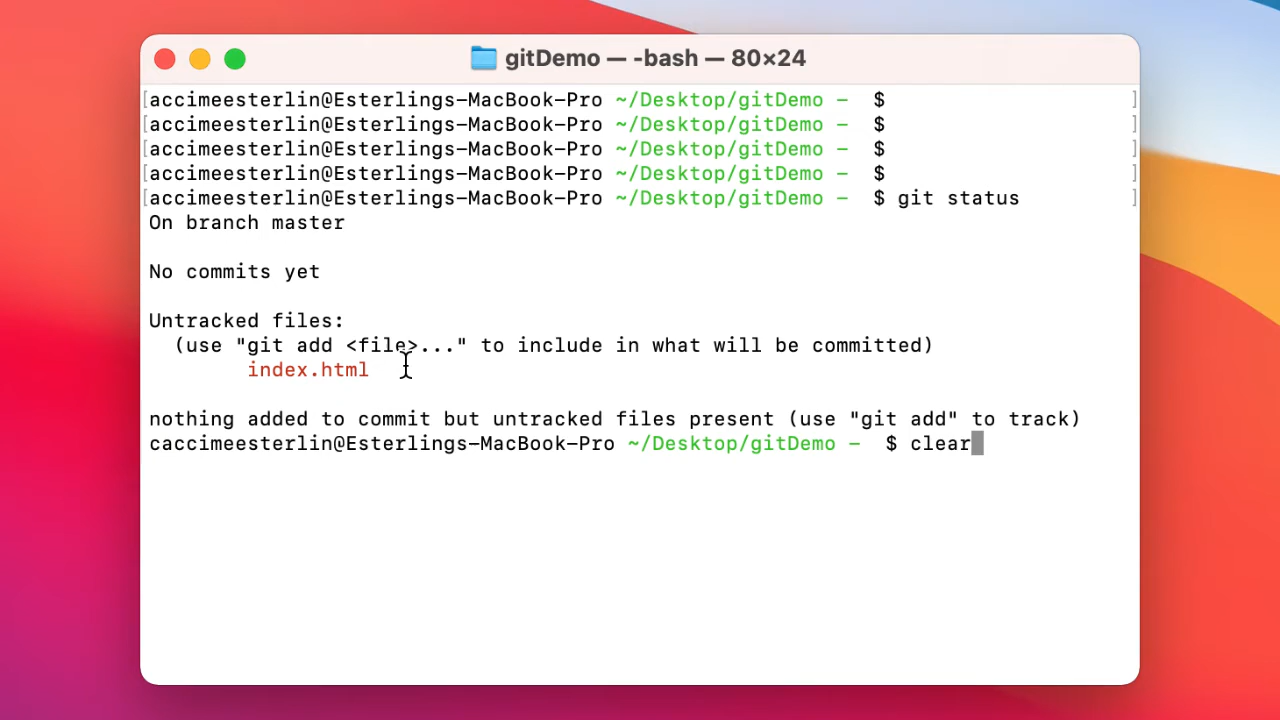 gitDemo — -bash — 80×24
[accimeesterlin@Esterlings-MacBook-Pro ~/Desktop/gitDemo -  $ ]
[accimeesterlin@Esterlings-MacBook-Pro ~/Desktop/gitDemo -  $ ]
[accimeesterlin@Esterlings-MacBook-Pro ~/Desktop/gitDemo -  $ ]
[accimeesterlin@Esterlings-MacBook-Pro ~/Desktop/gitDemo -  $ ]
[accimeesterlin@Esterlings-MacBook-Pro ~/Desktop/gitDemo -  $ git status ]
On branch master
No commits yet
Untracked files:
(use "git add <file>..." to include in what will be committed)
index.html
nothing added to commit but untracked files present (use "git add" to track)
caccimeesterlin@Esterlings-MacBook-Pro ~/Desktop/gitDemo -  $ clear